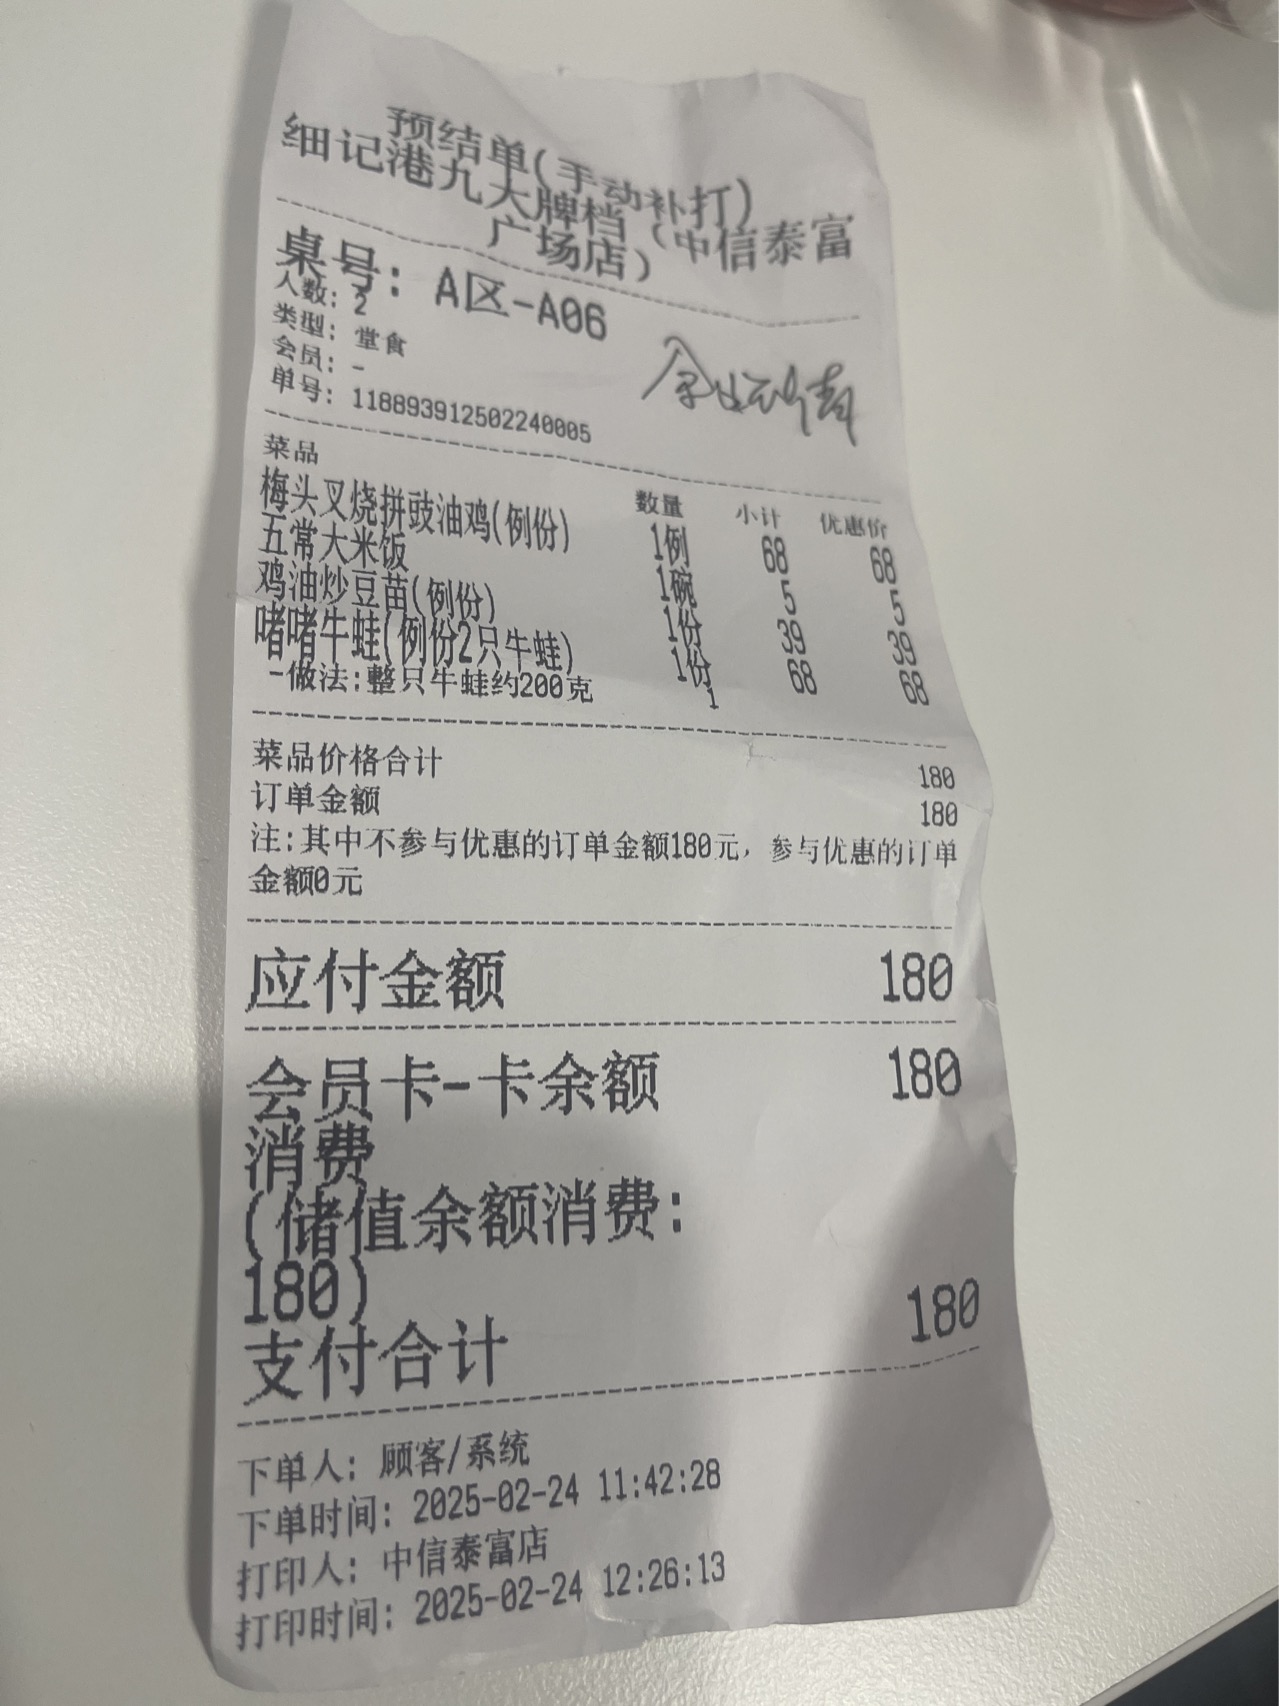 预结单(手动补打)
细记港九大牌档(中信泰富
广场店)
桌号: A区-A06
人数: 2
类型: 堂食
会员: -
单号: 118893912502240005
菜品 数量 小计 优惠价
梅头叉烧拼豉油鸡(例份) 1例 68 68
五常大米饭 1碗 5 5
鸡油炒豆苗(例份) 1份 39 39
啫啫牛蛙(例份2只牛蛙) 1份 68 68
-做法:整只牛蛙约200克 1
菜品价格合计 180
订单金额 180
注:其中不参与优惠的订单金额180元, 参与优惠的订单
金额0元
应付金额 180
会员卡-卡余额 180
消费
(储值余额消费:
180)
支付合计 180
下单人: 顾客/系统
下单时间: 2025-02-24 11:42:28
打印人: 中信泰富店
打印时间: 2025-02-24 12:26:13